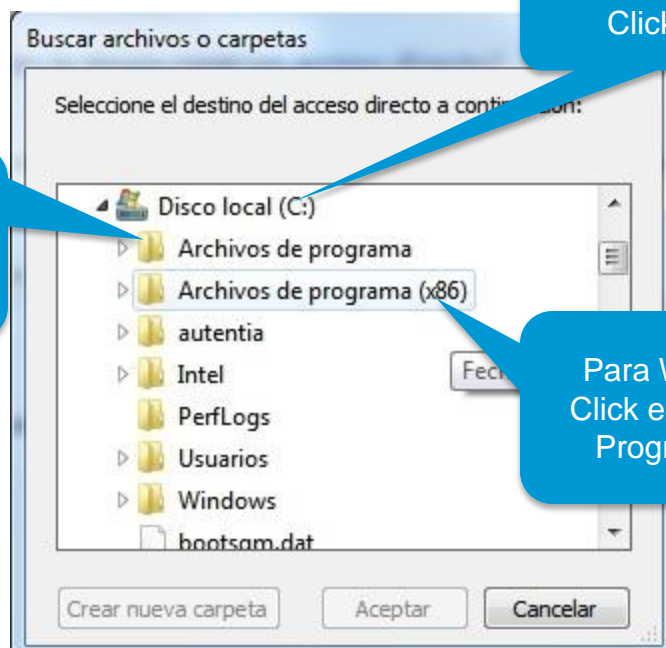 Buscar archivos o carpetas
Click
Seleccione el destino del acceso directo a
Disco local (C:)
Archivos de programa
Archivos de programa (x86)
autentia
Intel
PerfLogs
Usuarios
Windows
bootsqm.dat
Para
Click
Crear nueva carpeta
Aceptar
Cancelar